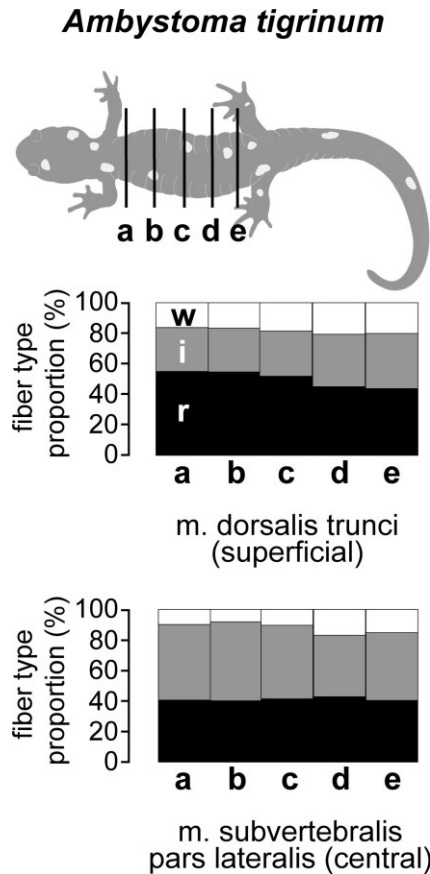 Ambystoma tigrinum
a b c d e
fiber type
proportion (%)
100
80
60
40
20
0
w
i
r
a b c d e
m. dorsalis trunci
(superficial)
fiber type
proportion (%)
100
80
60
40
20
0
a b c d e
m. subvertebralis
pars lateralis (central)